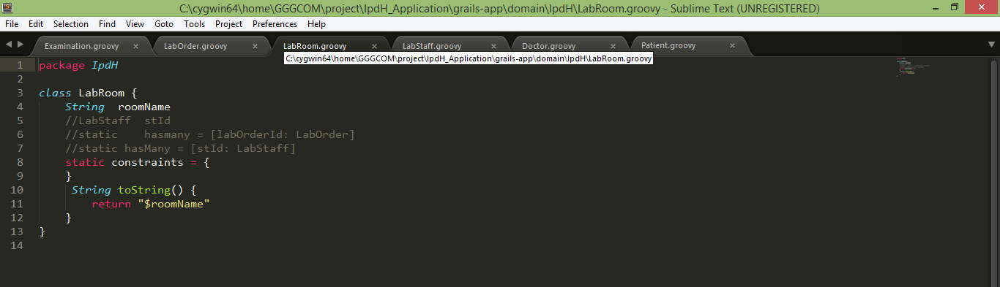 C:\cygwin64\home\GGGCOM\project\IpdH_Application\grails-app\domain\IpdH\LabRoom.groovy - Sublime Text (UNREGISTERED)
File Edit Selection Find View Goto Tools Project Preferences Help
Examination.groovy × LabOrder.groovy × LabRoom.groovy × LabStaff.groovy × Doctor.groovy × Patient.groovy ×
C:\cygwin64\home\GGGCOM\project\IpdH_Application\grails-app\domain\IpdH\LabRoom.groovy
1 package IpdH
2
3 class LabRoom {
4     String  roomName
5     //LabStaff  stId
6     //static    hasmany = [labOrderId: LabOrder]
7     //static hasMany = [stId: LabStaff]
8     static constraints = {
9     }
10      String toString() {
11         return "$roomName"
12     }
13 }
14